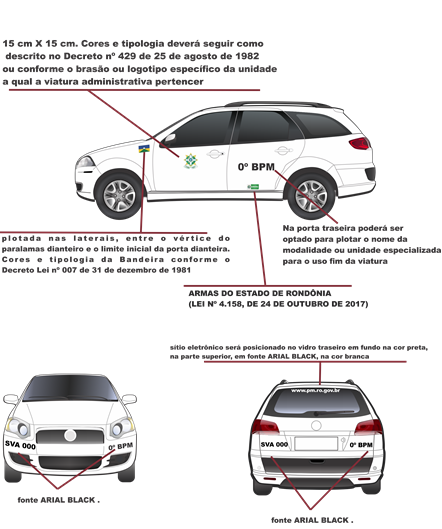 15 cm X 15 cm. Cores e tipologia deverá seguir como
descrito no Decreto nº 429 de 25 de agosto de 1982
ou conforme o brasão ou logotipo específico da unidade
a qual a viatura administrativa pertencer
0º BPM
plotada nas laterais, entre o vértice do
paralamas dianteiro e o limite inicial da porta dianteira.
Cores e tipologia da Bandeira conforme o
Decreto Lei nº 007 de 31 de dezembro de 1981
Na porta traseira poderá ser
optado para plotar o nome da
modalidade ou unidade especializada
para o uso fim da viatura
ARMAS DO ESTADO DE RONDÔNIA
(LEI Nº 4.158, DE 24 DE OUTUBRO DE 2017)
sítio eletrônico será posicionado no vidro traseiro em fundo na cor preta,
na parte superior, em fonte ARIAL BLACK, na cor branca
www.pm.ro.gov.br
SVA 000
0º BPM
SVA 000
0º BPM
fonte ARIAL BLACK .
fonte ARIAL BLACK .